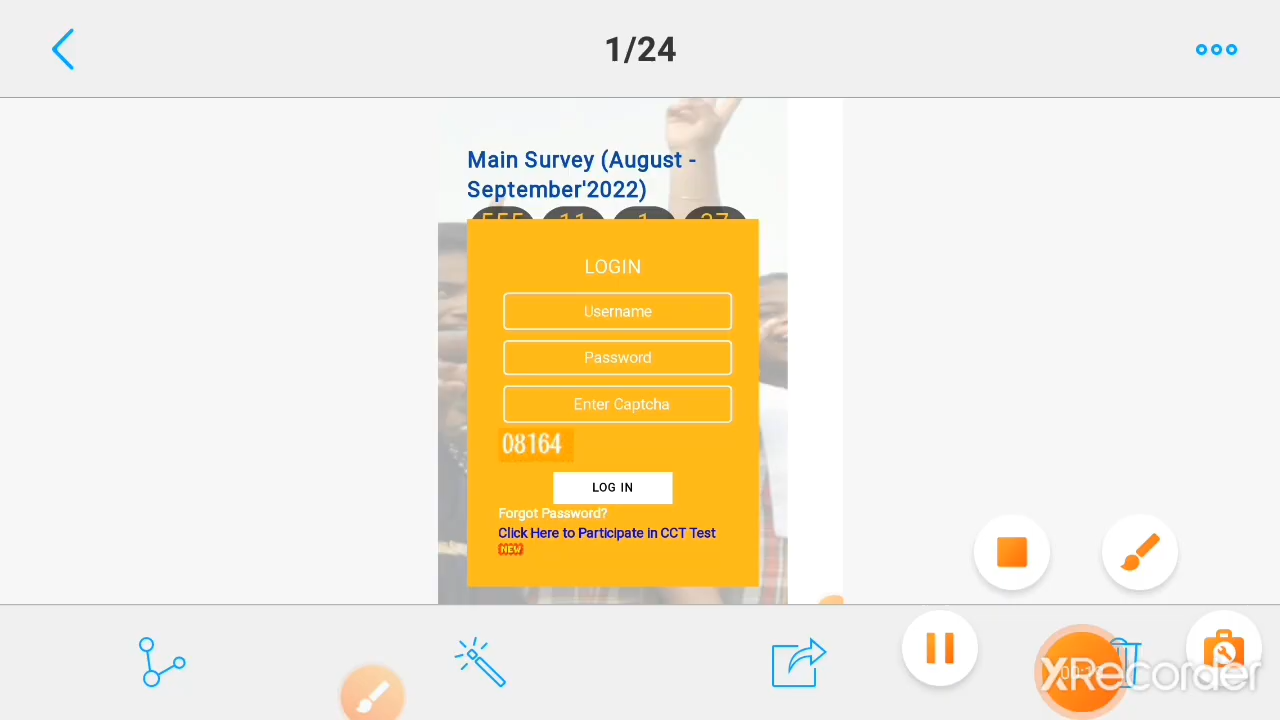 1/24
Main Survey (August -
September'2022)
LOGIN
Username
Password
Enter Captcha
08164
LOG IN
Forgot Password?
Click Here to Participate in CCT Test
NEW
XRecorder